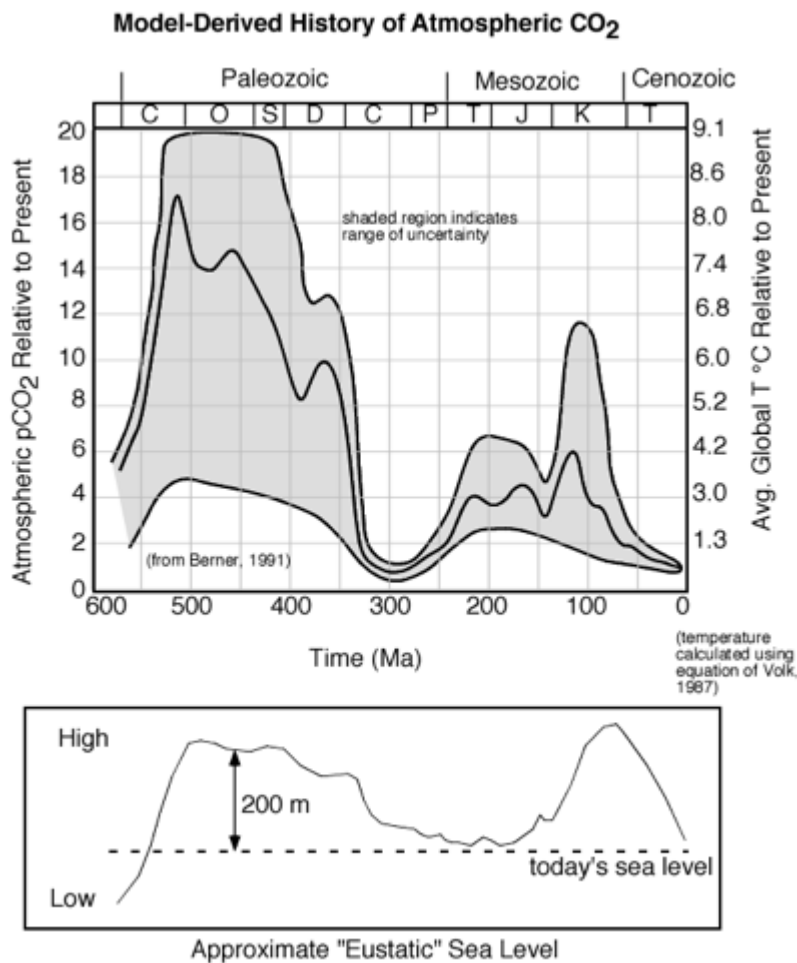 Model-Derived History of Atmospheric CO2
Paleozoic Mesozoic Cenozoic
C O S D C P T J K T
Atmospheric pCO2 Relative to Present
20
18
16
14
12
10
8
6
4
2
0
9.1
8.6
8.0
7.4
6.8
6.0
5.2
4.2
3.0
1.3
Avg. Global T °C Relative to Present
shaded region indicates
range of uncertainty
(from Berner, 1991)
600 500 400 300 200 100 0
Time (Ma)
(temperature
calculated using
equation of Volk,
1987)
High
200 m
today's sea level
Low
Approximate "Eustatic" Sea Level